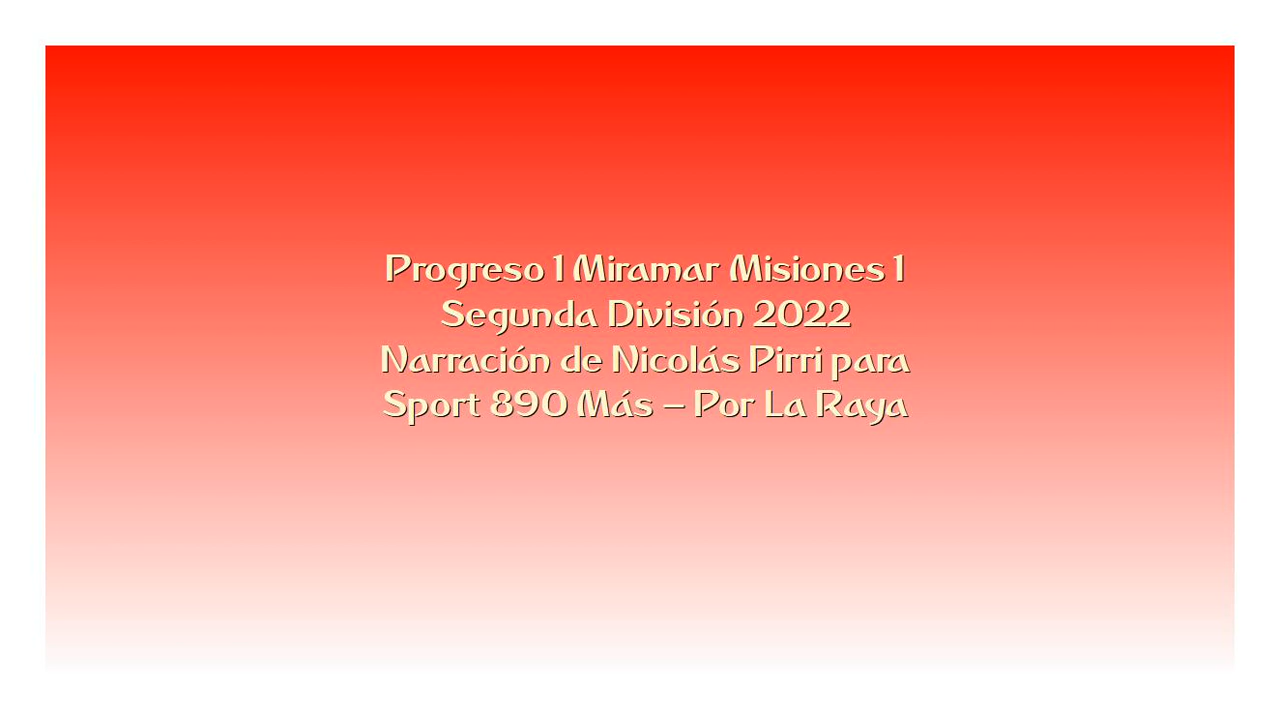 Progreso 1 Miramar Misiones 1
Segunda División 2022
Narración de Nicolás Pirri para
Sport 890 Más – Por La Raya